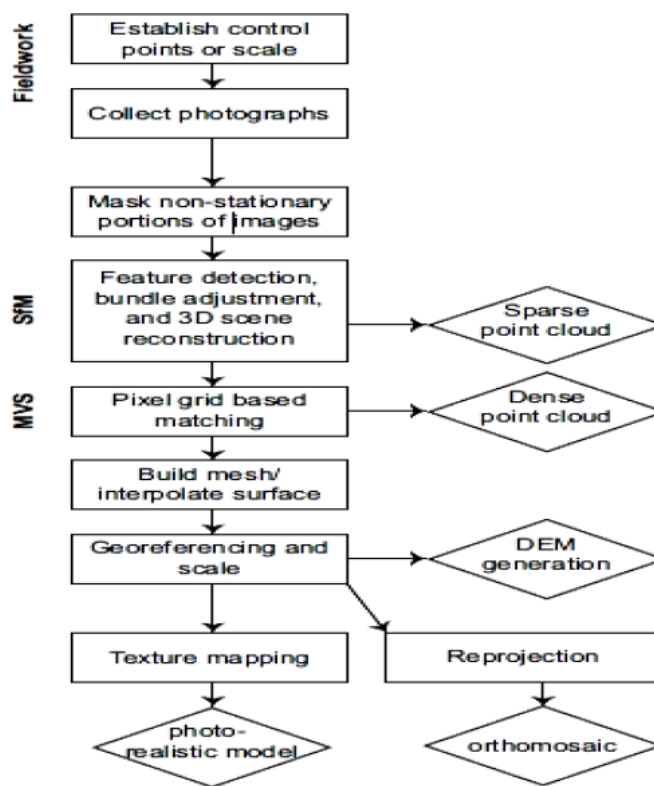 Fieldwork
Establish control
points or scale
Collect photographs
Mask non-stationary
portions of images
SfM
Feature detection,
bundle adjustment,
and 3D scene
reconstruction
Sparse
point cloud
MVS
Pixel grid based
matching
Dense
point cloud
Build mesh/
interpolate surface
Georeferencing and
scale
DEM
generation
Texture mapping
Reprojection
photo-
realistic model
orthomosaic